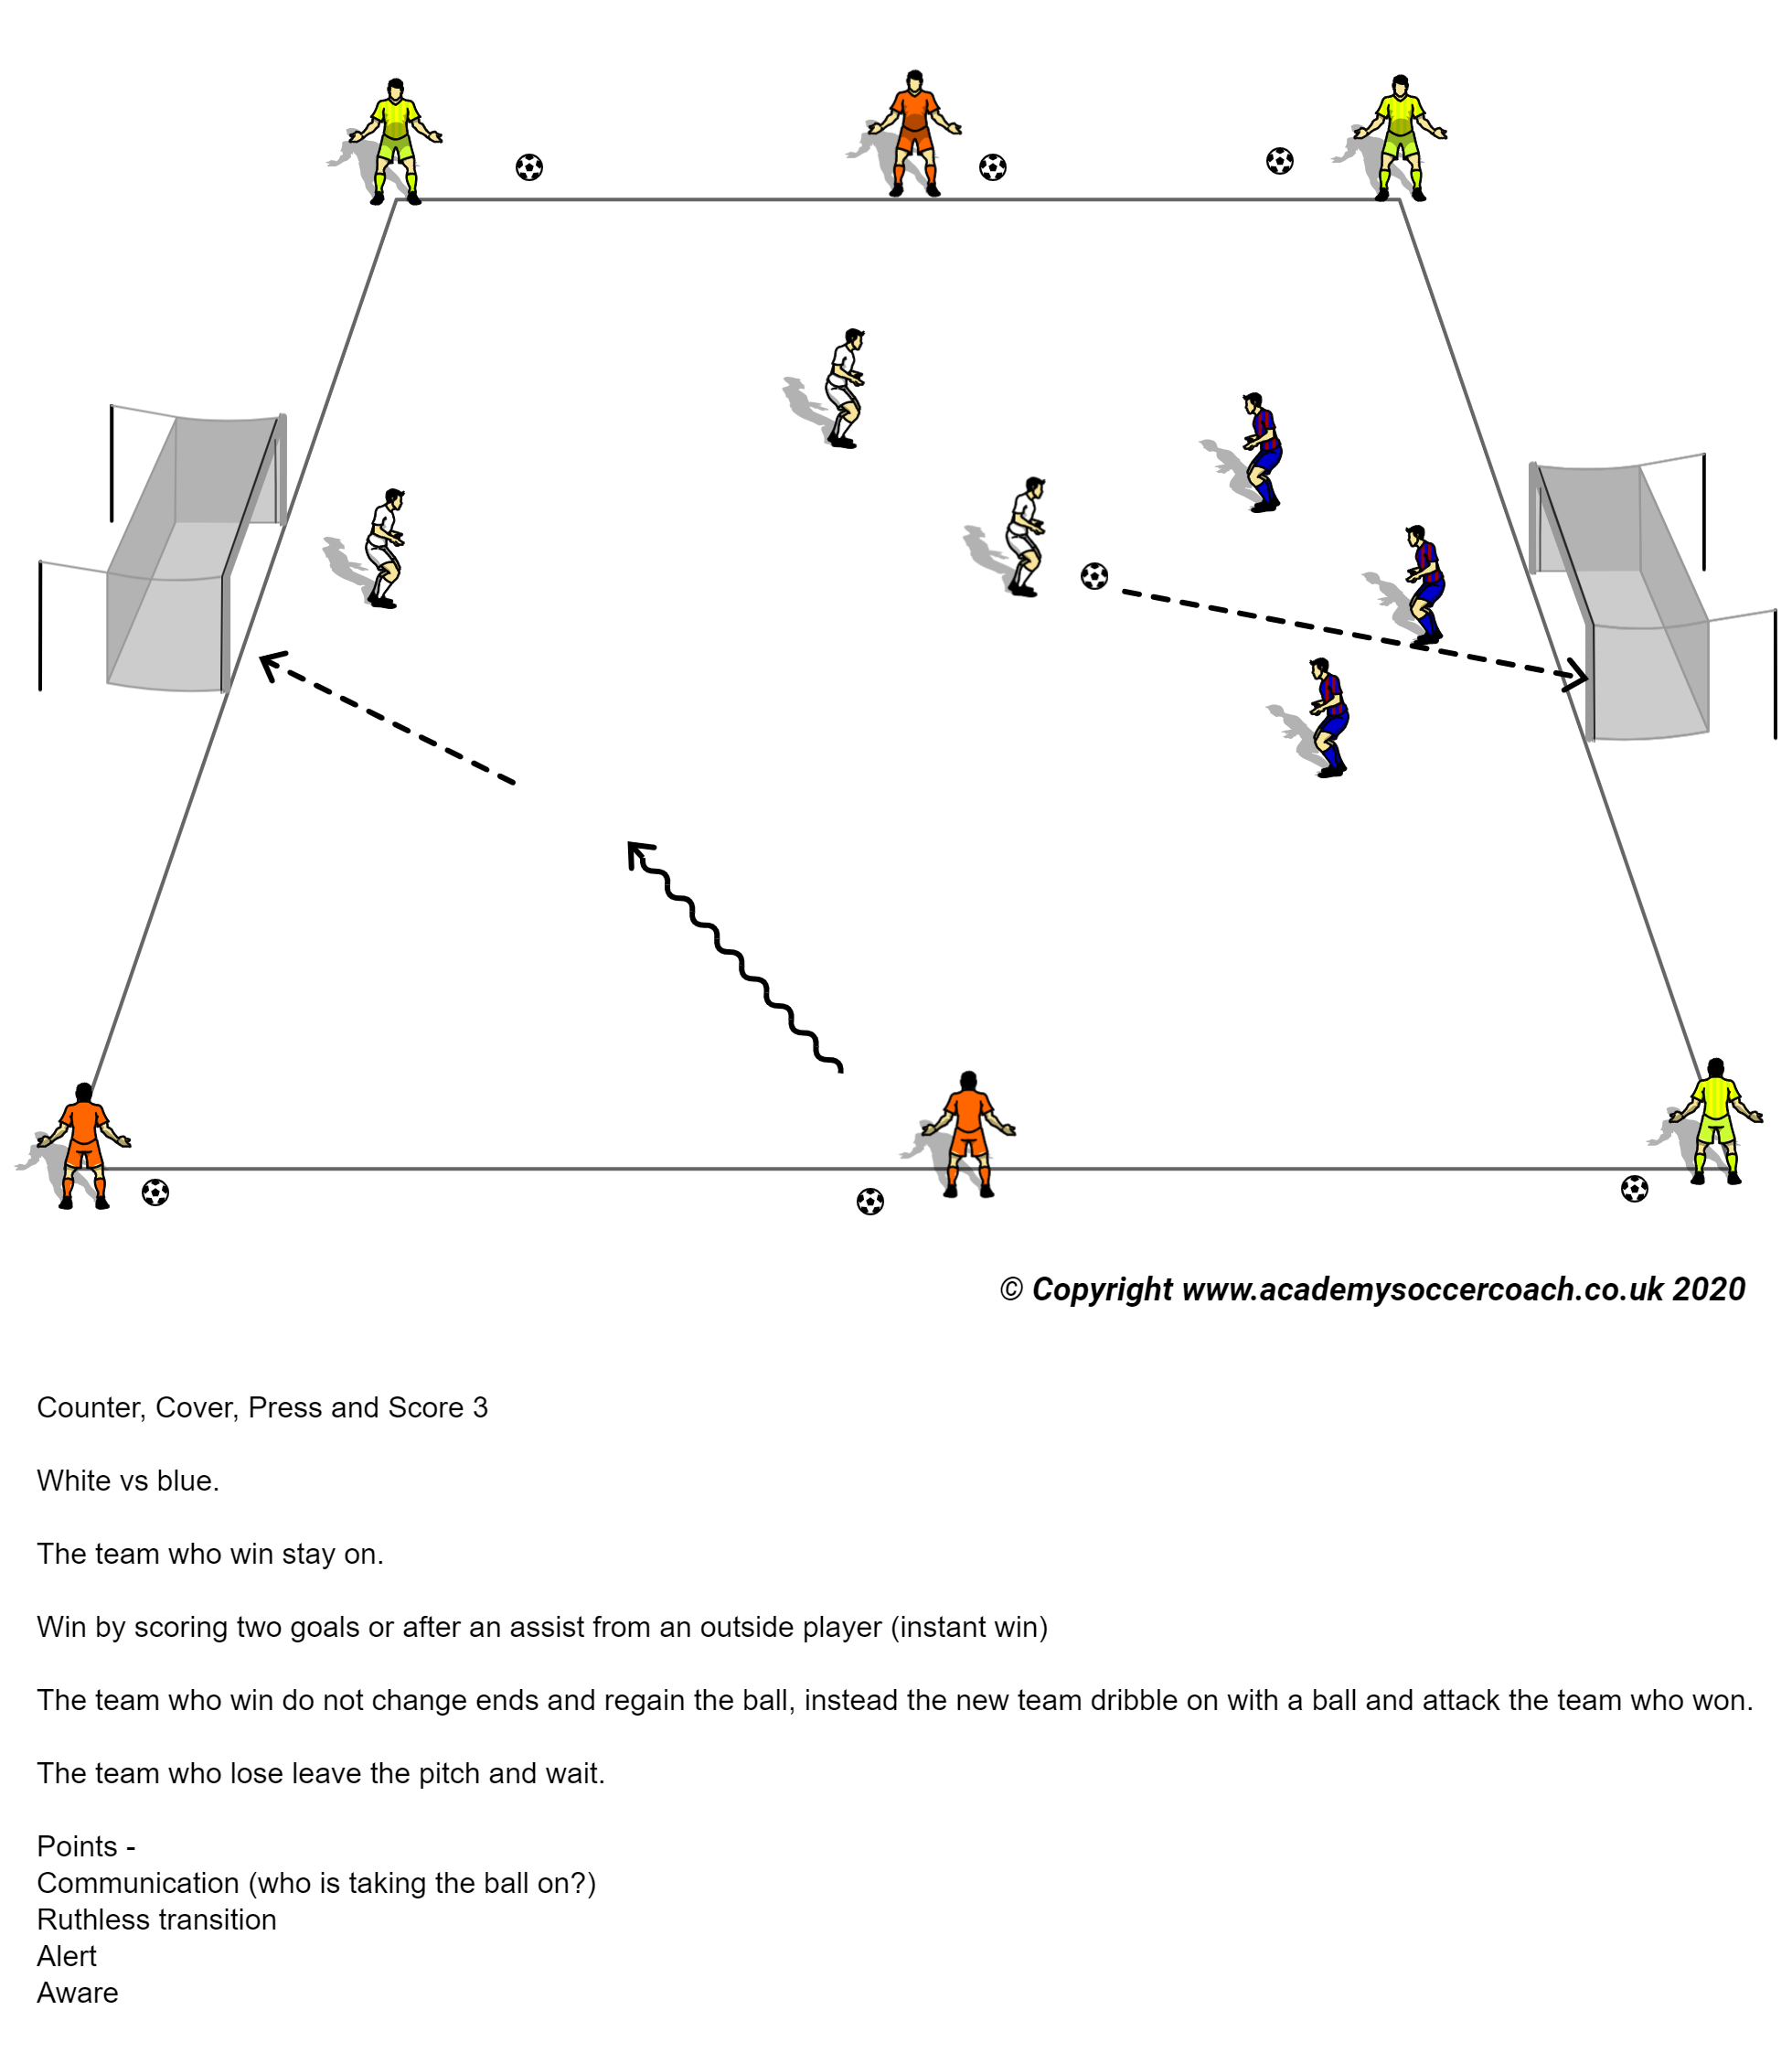 © Copyright www.academysoccercoach.co.uk 2020
Counter, Cover, Press and Score 3
White vs blue.
The team who win stay on.
Win by scoring two goals or after an assist from an outside player (instant win)
The team who win do not change ends and regain the ball, instead the new team dribble on with a ball and attack the team who won.
The team who lose leave the pitch and wait.
Points -
Communication (who is taking the ball on?)
Ruthless transition
Alert
Aware